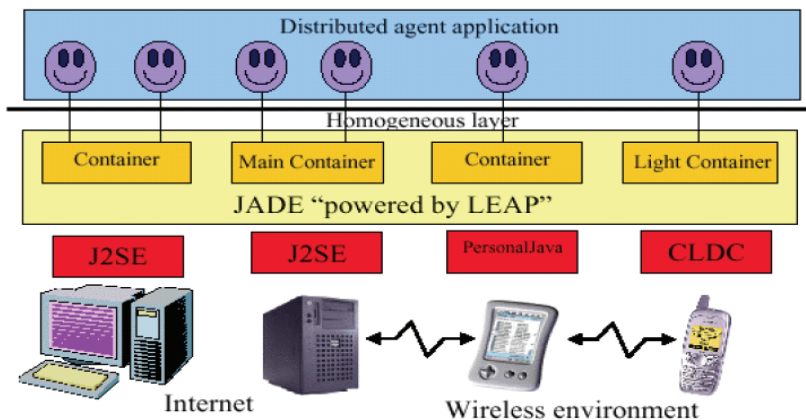 Distributed agent application
Homogeneous layer
Container
Main Container
Container
Light Container
JADE “powered by LEAP”
J2SE
J2SE
PersonalJava
CLDC
Internet
Wireless environment